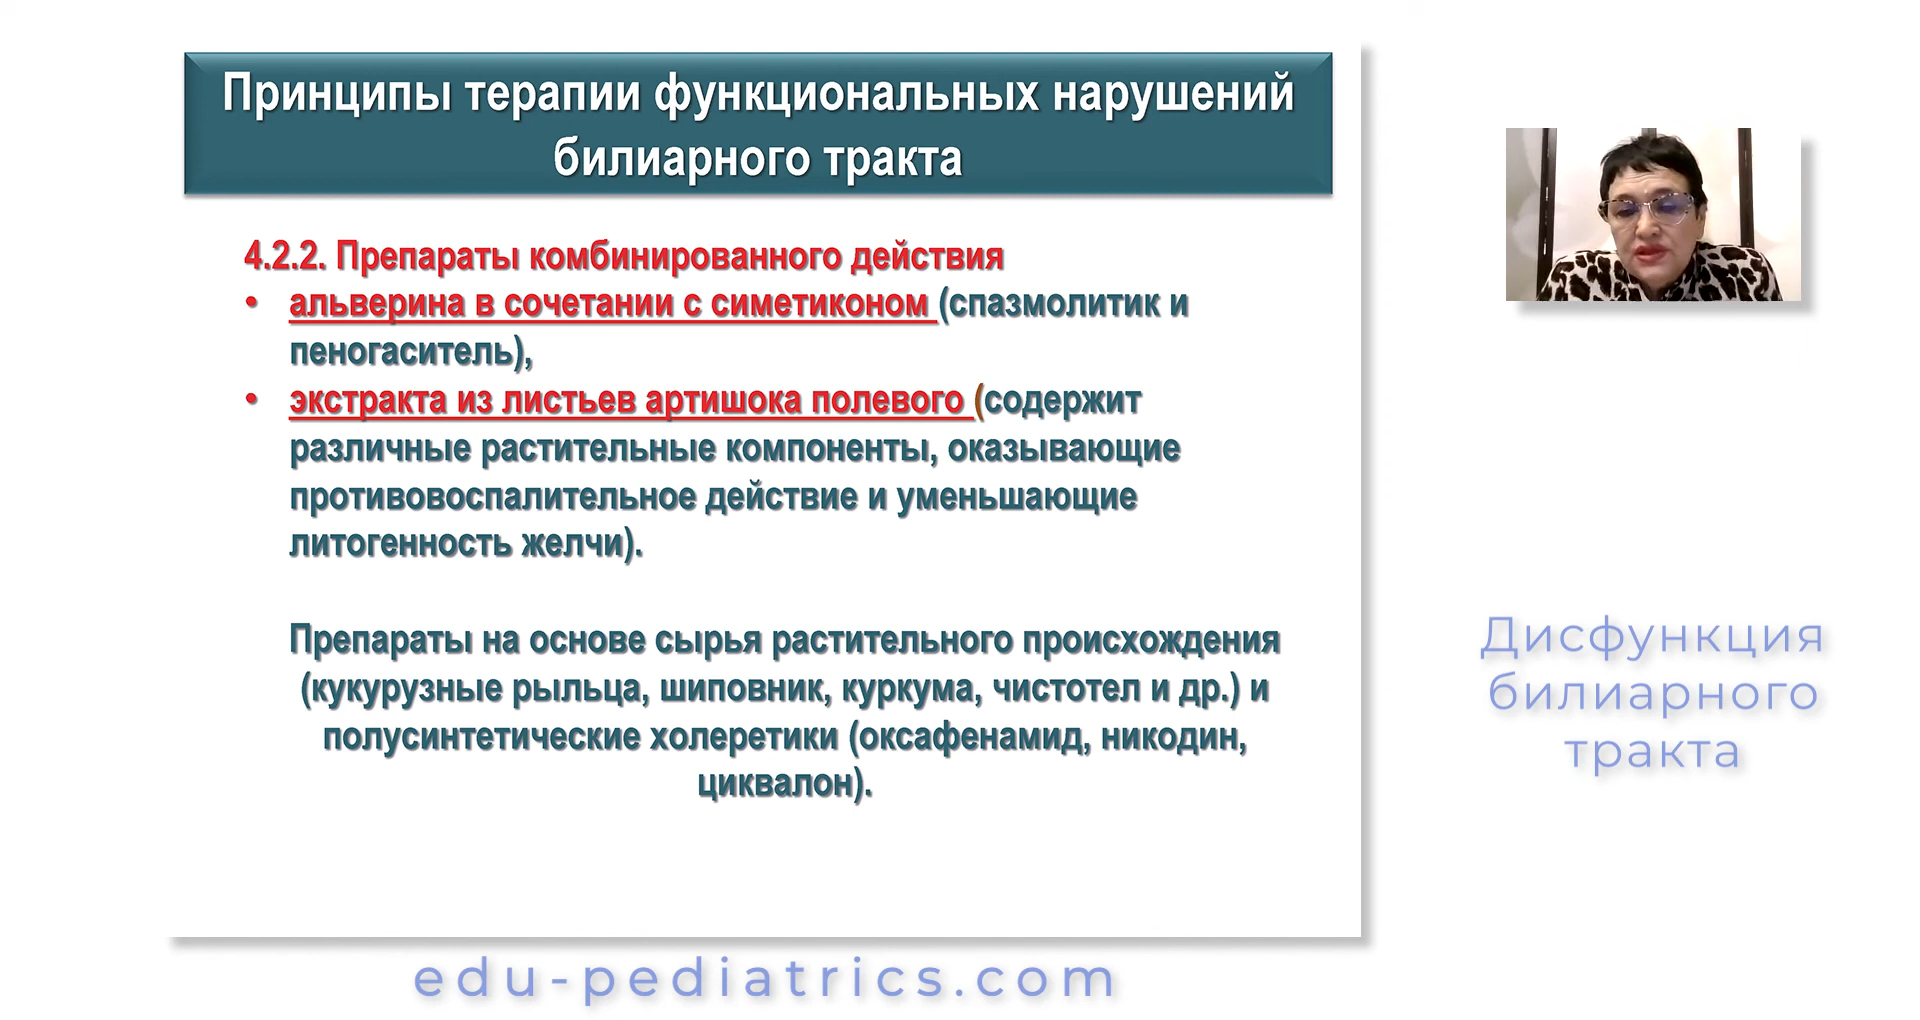 Принципы терапии функциональных нарушений
билиарного тракта
4.2.2. Препараты комбинированного действия
• альверина в сочетании с симетиконом (спазмолитик и
пеногаситель),
• экстракта из листьев артишока полевого (содержит
различные растительные компоненты, оказывающие
противовоспалительное действие и уменьшающие
литогенность желчи).
Препараты на основе сырья растительного происхождения
(кукурузные рыльца, шиповник, куркума, чистотел и др.) и
полусинтетические холеретики (оксафенамид, никодин,
циквалон).
Дисфункция
билиарного
тракта
edu-pediatrics.com